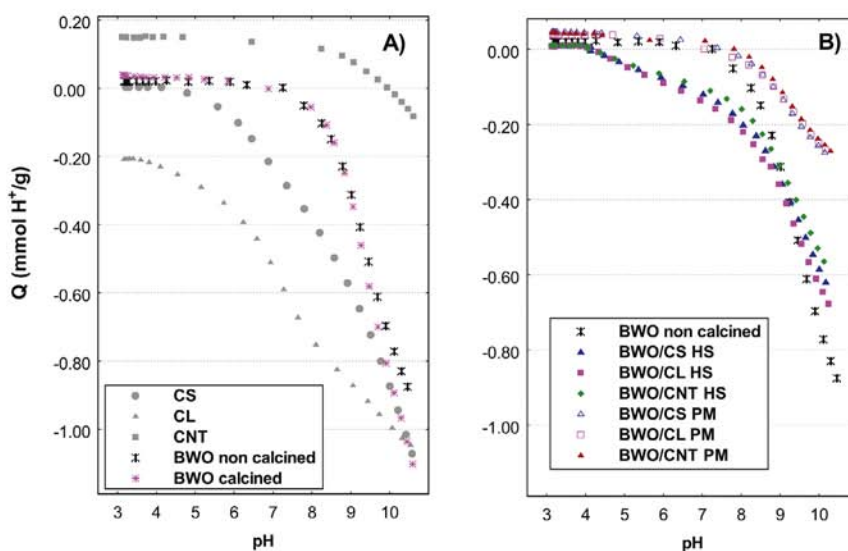 A)
Q (mmol H+/g)
0.20
0.00
-0.20
-0.40
-0.60
-0.80
-1.00
CS
CL
CNT
BWO non calcined
BWO calcined
3 4 5 6 7 8 9 10
pH
B)
0.00
-0.20
-0.40
-0.60
-0.80
-1.00
BWO non calcined
BWO/CS HS
BWO/CL HS
BWO/CNT HS
BWO/CS PM
BWO/CL PM
BWO/CNT PM
3 4 5 6 7 8 9 10
pH